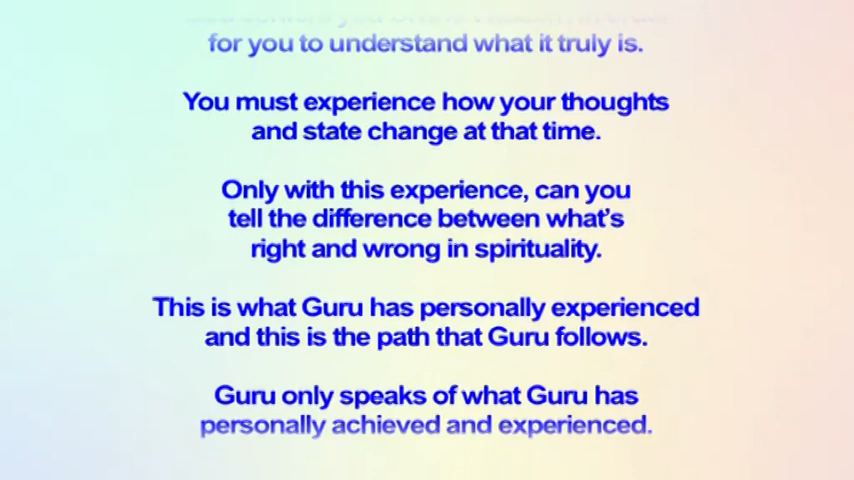 for you to understand what it truly is.
You must experience how your thoughts
and state change at that time.
Only with this experience, can you
tell the difference between what's
right and wrong in spirituality.
This is what Guru has personally experienced
and this is the path that Guru follows.
Guru only speaks of what Guru has
personally achieved and experienced.